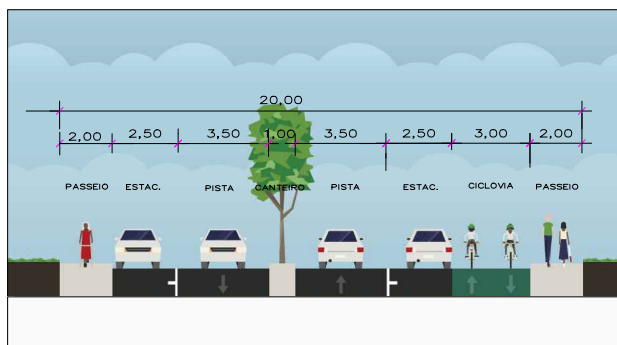 20,00
2,00 2,50 3,50 1,00 3,50 2,50 3,00 2,00
PASSEIO ESTAC. PISTA CANTEIRO PISTA ESTAC. CICLOVIA PASSEIO